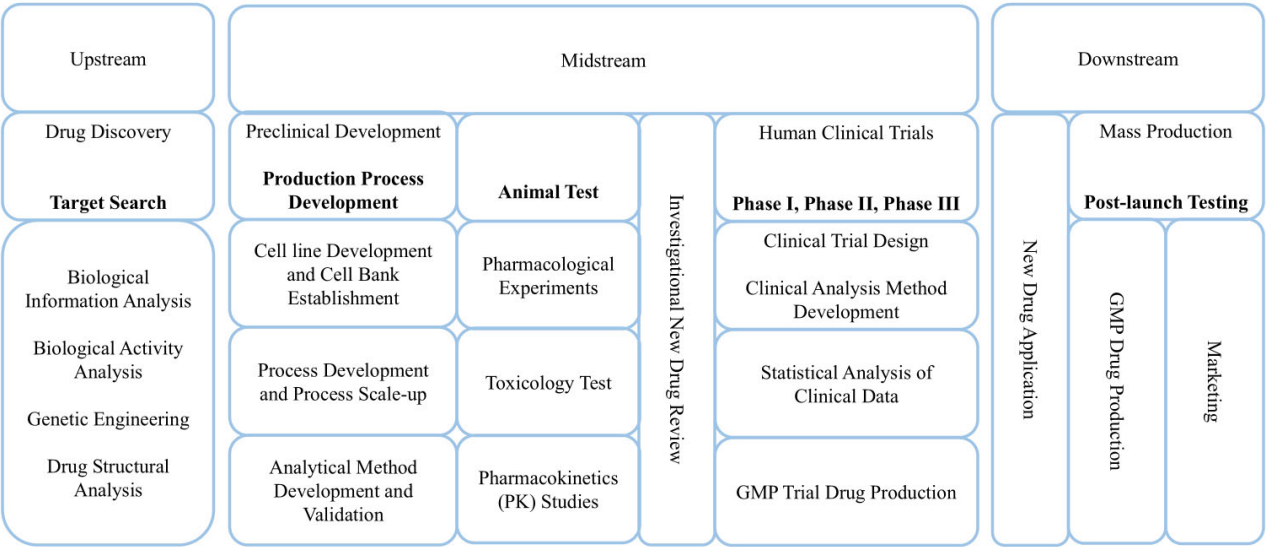 Upstream
Midstream
Downstream
Drug Discovery
Target Search
Preclinical Development
Production Process
Development
Animal Test
Investigational New Drug Review
Human Clinical Trials
Phase I, Phase II, Phase III
New Drug Application
Mass Production
Post-launch Testing
Biological
Information Analysis
Biological Activity
Analysis
Genetic Engineering
Drug Structural
Analysis
Cell line Development
and Cell Bank
Establishment
Process Development
and Process Scale-up
Analytical Method
Development and
Validation
Pharmacological
Experiments
Toxicology Test
Pharmacokinetics
(PK) Studies
Clinical Trial Design
Clinical Analysis Method
Development
Statistical Analysis of
Clinical Data
GMP Trial Drug Production
GMP Drug Production
Marketing